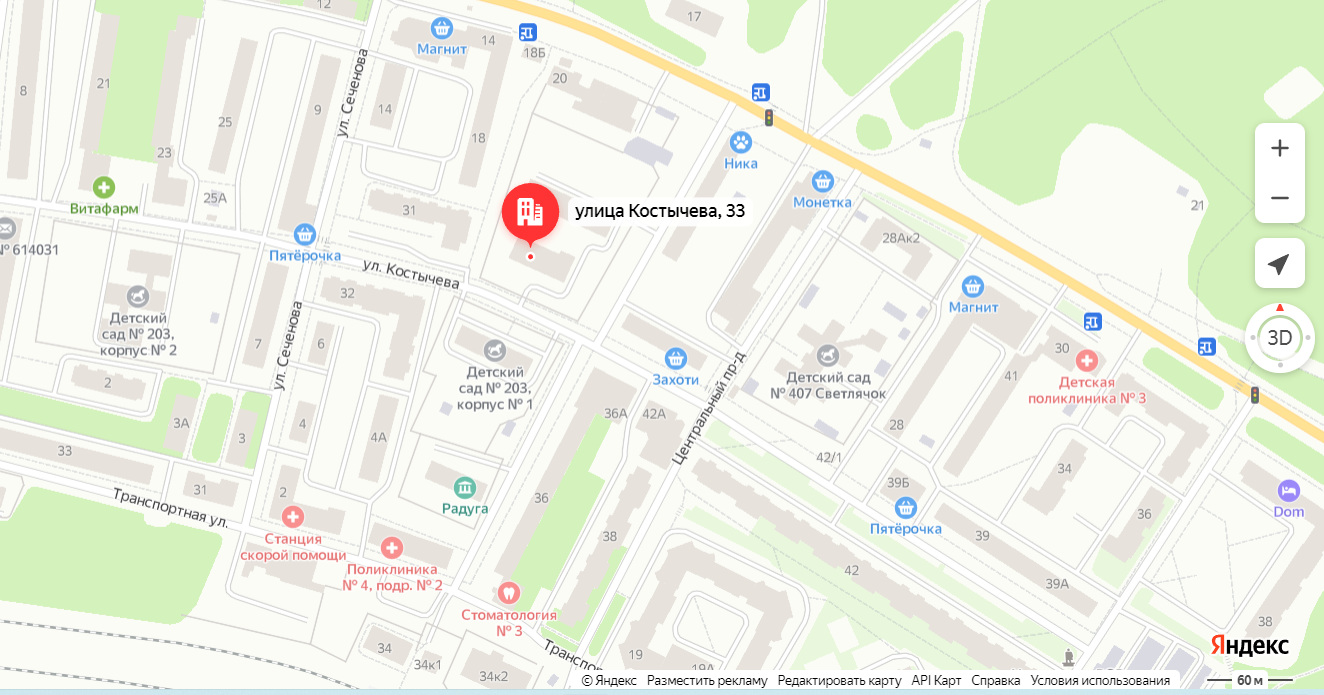 12
17
14
Магнит
18Б
20
8
21
25
ул. Сеченова
9
14
18
23
Ника
Витафарм
25А
31
улица Костычева, 33
Монетка
21
№ 614031
Пятёрочка
28Ак2
ул. Костычева
32
Магнит
Детский
сад № 203,
корпус № 2
7
ул. Сеченова
6
3D
30
41
Детский
сад № 203,
корпус № 1
Захоти
Центральный пр-д
Детский сад
№ 407 Светлячок
Детская
поликлиника № 3
2
3А
3
4
4А
36А
42А
28
33
42/1
34
31
2
Радуга
36
39Б
36
Dom
Транспортная ул.
Пятёрочка
39
Станция
скорой помощи
38
Поликлиника
№ 4, подр. № 2
42
39А
Стоматология
№ 3
38
34
34к1
34к2
Транспо
19
19А
Яндекс
© Яндекс Разместить рекламу Редактировать карту API Карт Справка Условия использования
60 м